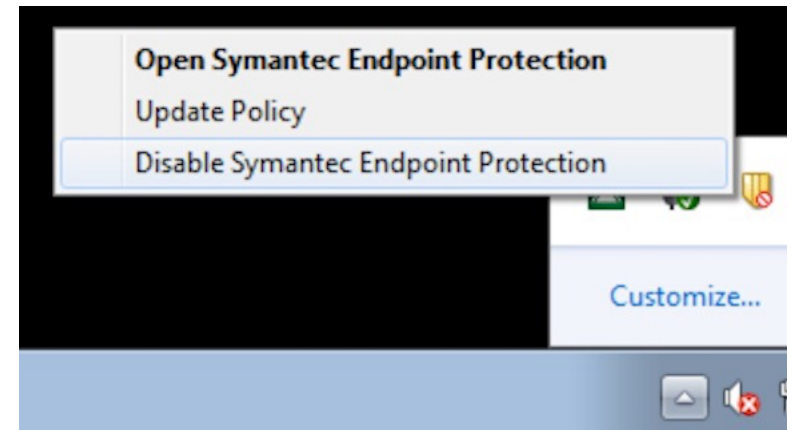 Open Symantec Endpoint Protection
Update Policy
Disable Symantec Endpoint Protection
Customize...